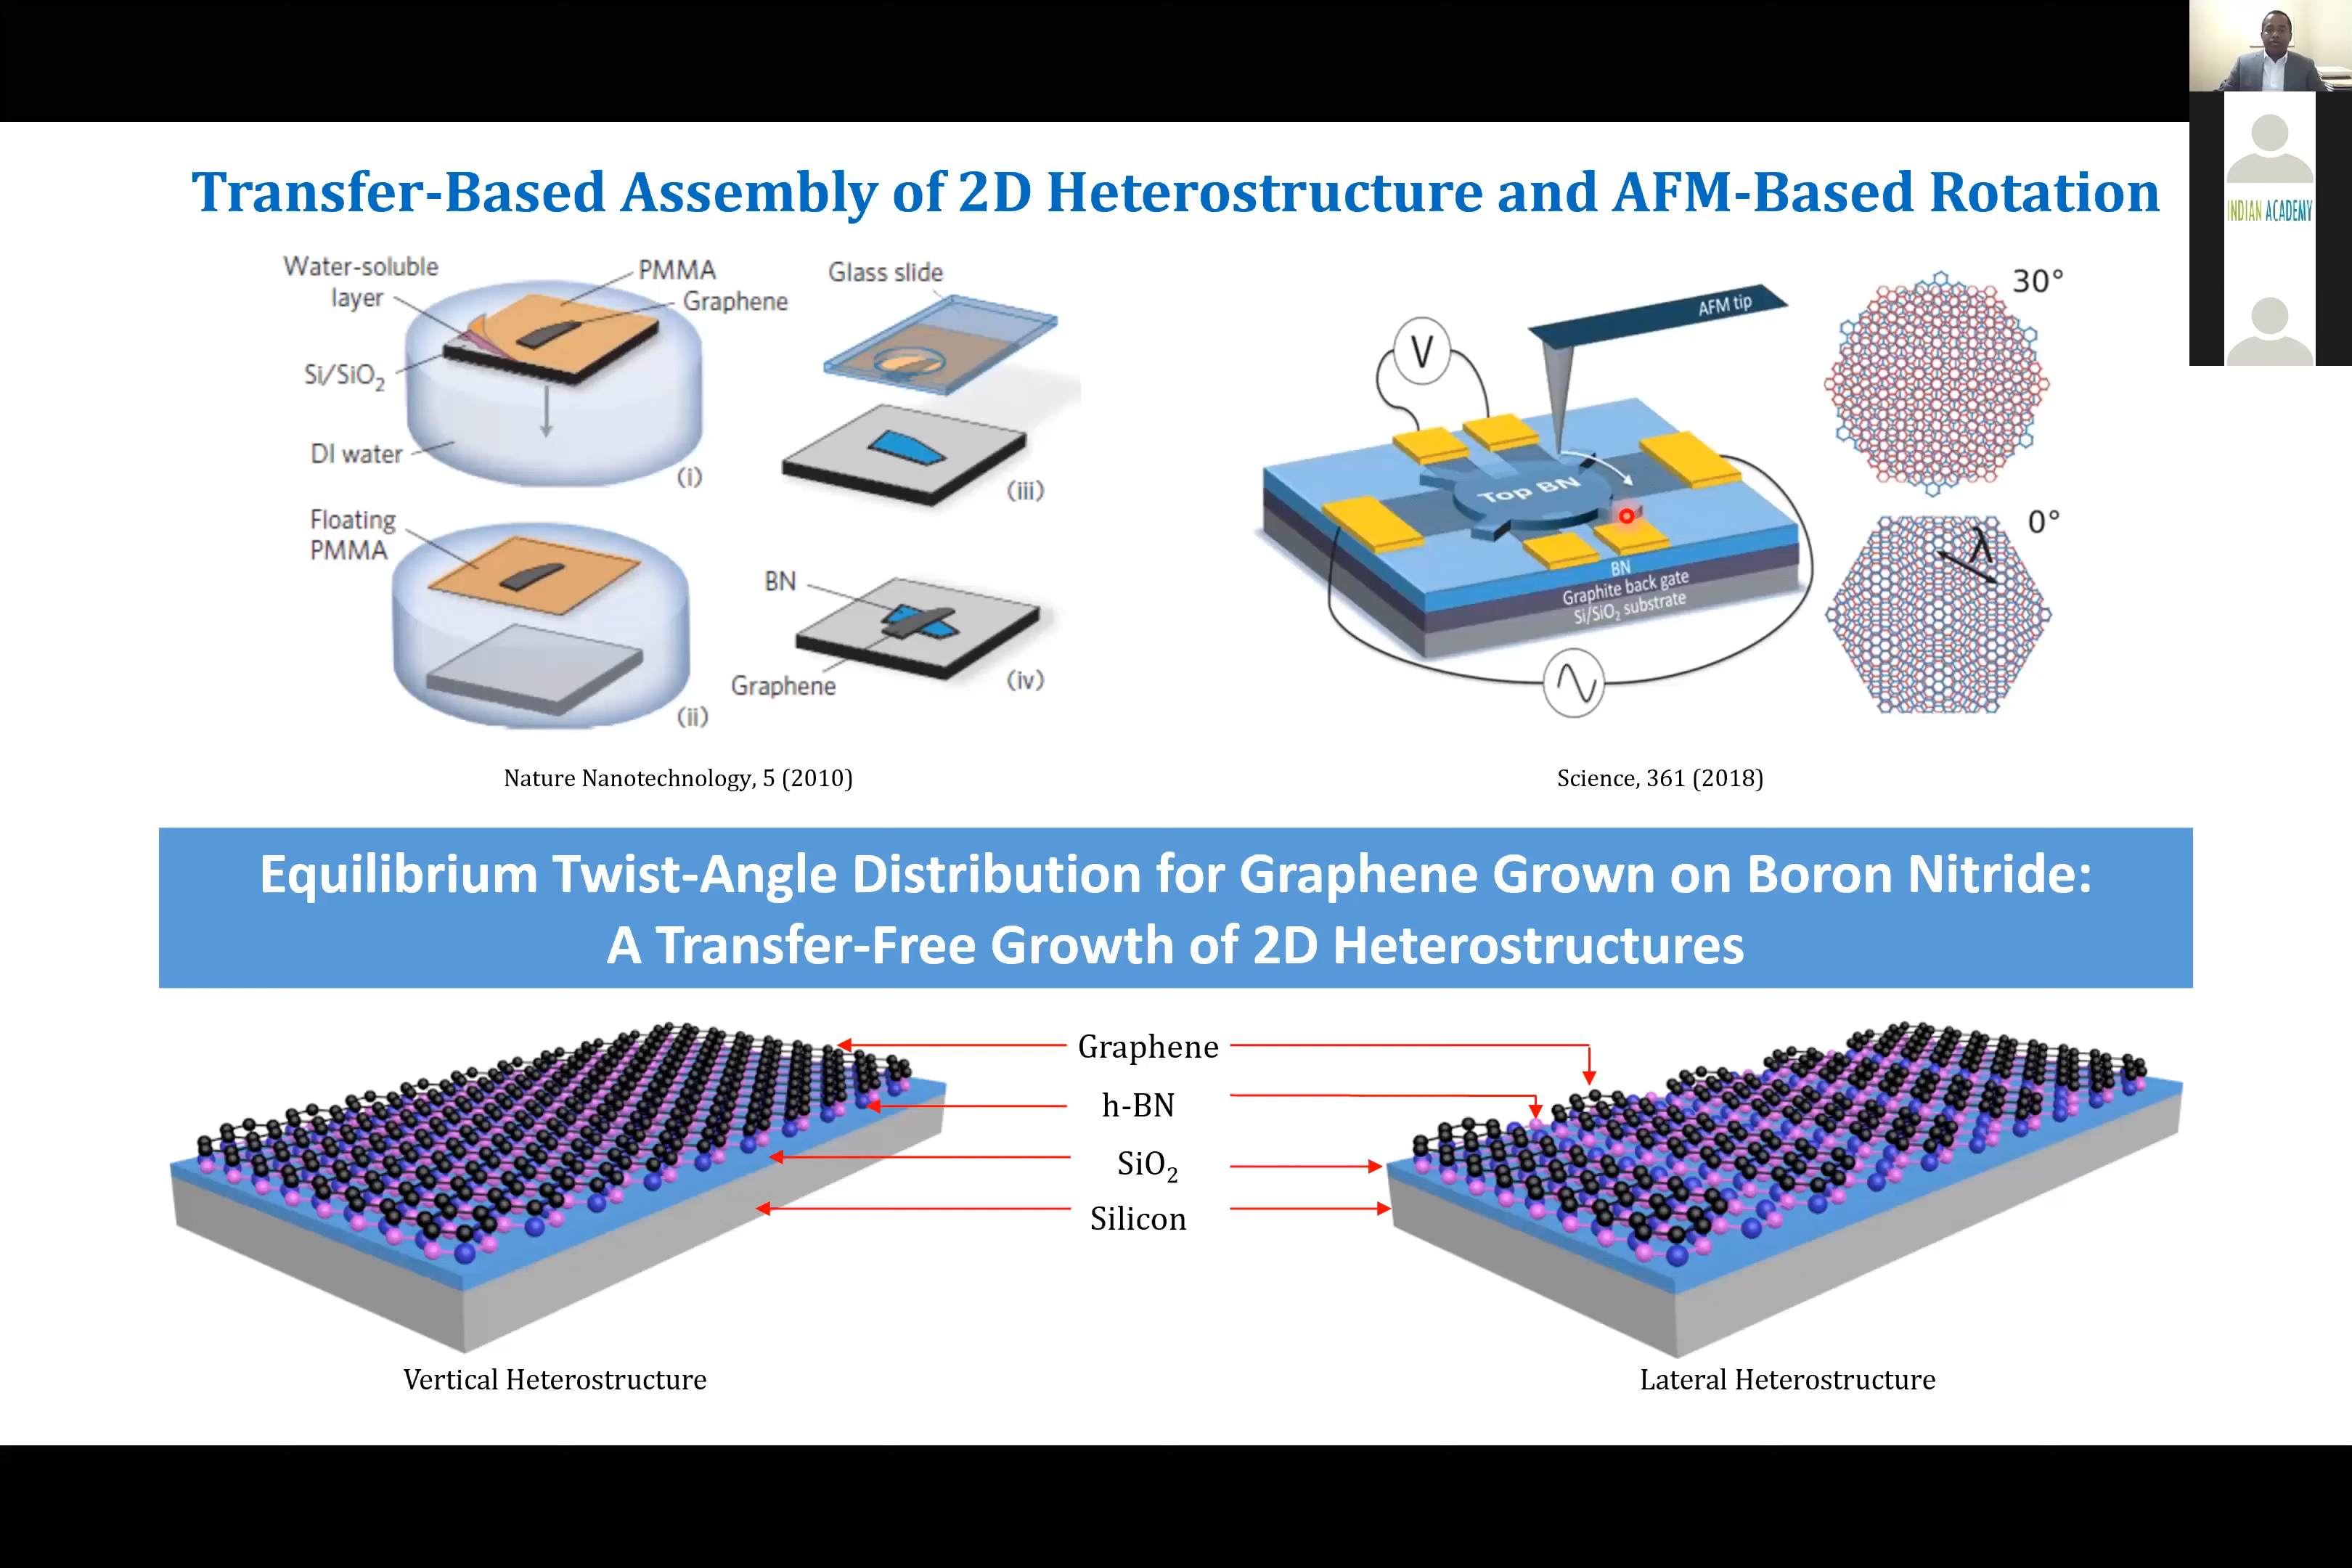 Transfer-Based Assembly of 2D Heterostructure and AFM-Based Rotation
INDIAN ACADEMY
Water-soluble
layer
PMMA
Graphene
Si/SiO₂
DI water
(i)
Glass slide
(iii)
Floating
PMMA
(ii)
BN
Graphene
(iv)
Nature Nanotechnology, 5 (2010)
AFM tip
V
Top BN
BN
Graphite back gate
Si/SiO₂ substrate
30°
0°
λ
Science, 361 (2018)
Equilibrium Twist-Angle Distribution for Graphene Grown on Boron Nitride:
A Transfer-Free Growth of 2D Heterostructures
Graphene
h-BN
SiO₂
Silicon
Vertical Heterostructure
Lateral Heterostructure